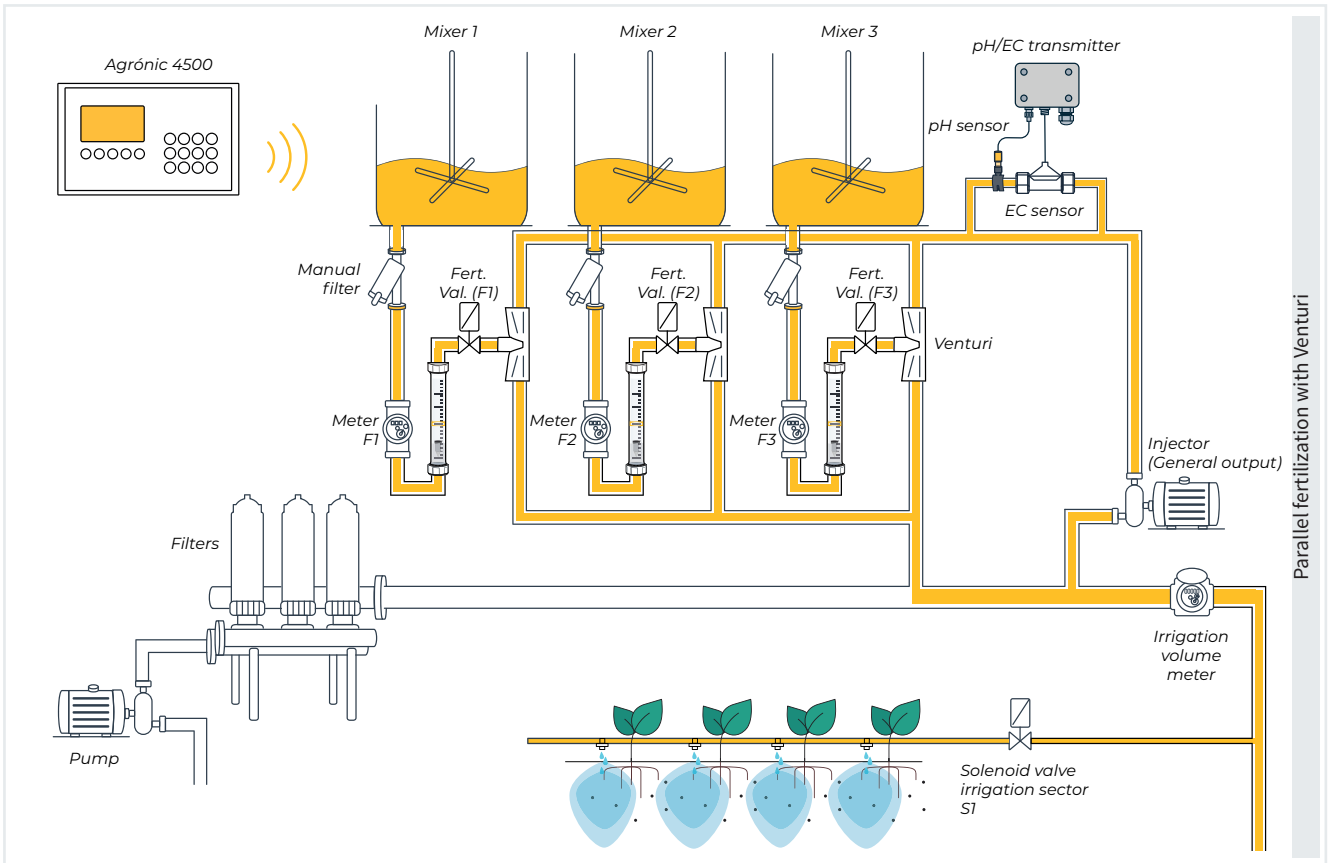 Agrónic 4500
Mixer 1
Mixer 2
Mixer 3
pH/EC transmitter
pH sensor
EC sensor
Manual
filter
Fert.
Val. (F1)
Fert.
Val. (F2)
Fert.
Val. (F3)
Venturi
Meter
F1
Meter
F2
Meter
F3
Injector
(General output)
Filters
Irrigation
volume
meter
Pump
Solenoid valve
irrigation sector
S1
Parallel fertilization with Venturi